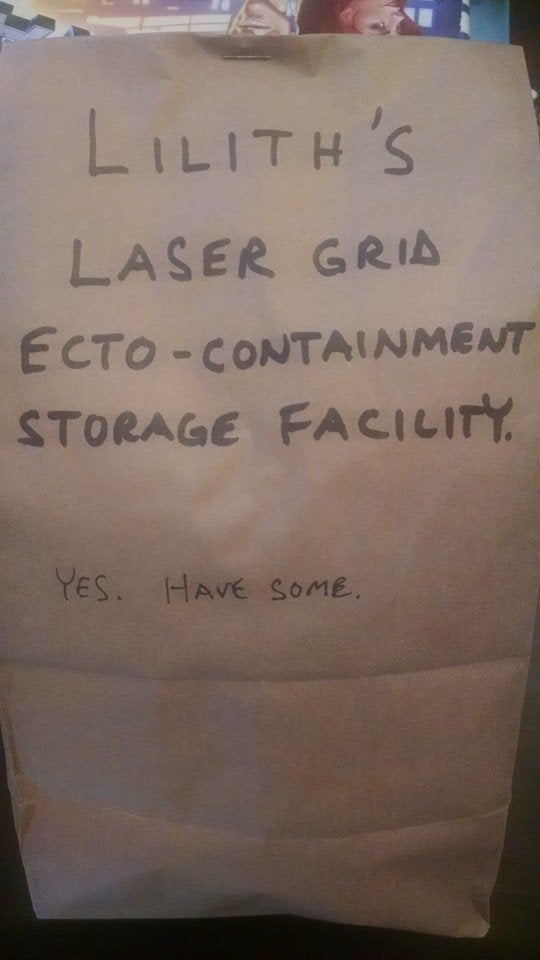 LILITH'S
LASER GRID
ECTO-CONTAINMENT
STORAGE FACILITY.
YES. HAVE SOME.